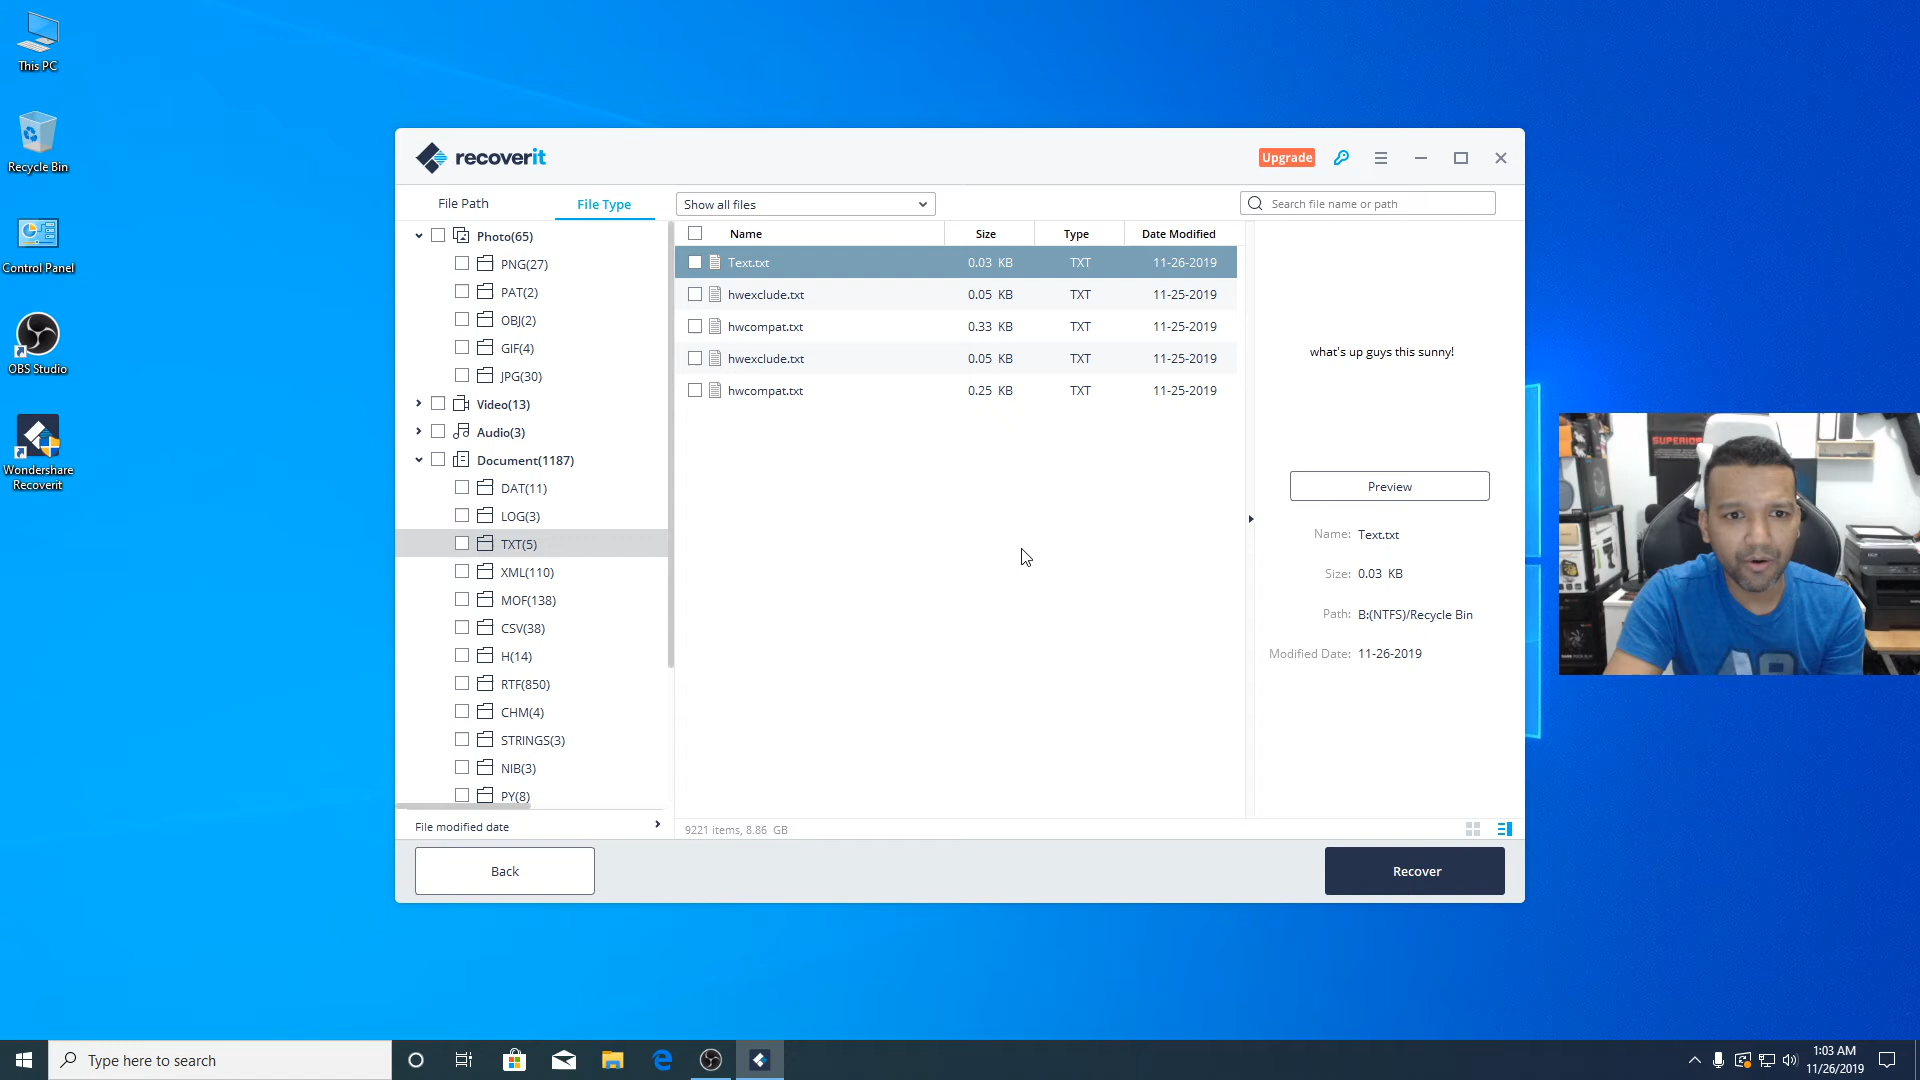 This PC
Recycle Bin
Control Panel
OBS Studio
Wondershare
Recoverit
recoverit
Upgrade
File Path
File Type
Show all files
Search file name or path
Photo(65)
PNG(27)
PAT(2)
OBJ(2)
GIF(4)
JPG(30)
Video(13)
Audio(3)
Document(1187)
DAT(11)
LOG(3)
TXT(5)
XML(110)
MOF(138)
CSV(38)
H(14)
RTF(850)
CHM(4)
STRINGS(3)
NIB(3)
PY(8)
File modified date
Name Size Type Date Modified
Text.txt 0.03 KB TXT 11-26-2019
hwexclude.txt 0.05 KB TXT 11-25-2019
hwcompat.txt 0.33 KB TXT 11-25-2019
hwexclude.txt 0.05 KB TXT 11-25-2019
hwcompat.txt 0.25 KB TXT 11-25-2019
9221 items, 8.86 GB
what's up guys this sunny!
Preview
Name: Text.txt
Size: 0.03 KB
Path: B:(NTFS)/Recycle Bin
Modified Date: 11-26-2019
Back
Recover
SUPERIOR
Type here to search
1:03 AM
11/26/2019